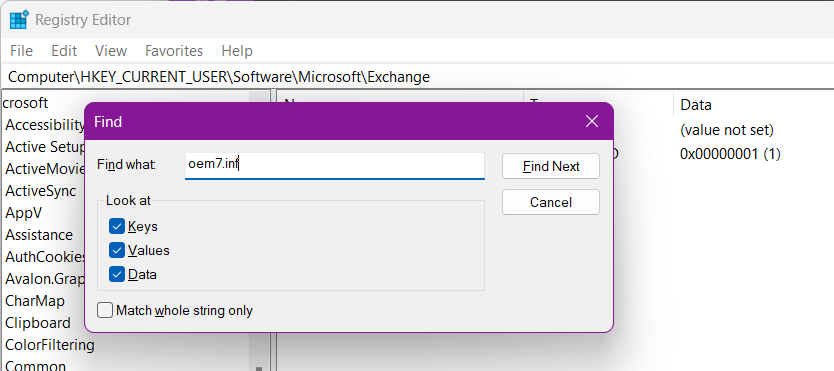 Registry Editor
File Edit View Favorites Help
Computer\HKEY_CURRENT_USER\Software\Microsoft\Exchange
crosoft
Accessibility
Active Setup
ActiveMovie
ActiveSync
AppV
Assistance
AuthCookies
Avalon.Grap
CharMap
Clipboard
ColorFiltering
Common
Data
(value not set)
0x00000001 (1)
Find
Find what:
oem7.inf
Find Next
Cancel
Look at
Keys
Values
Data
Match whole string only